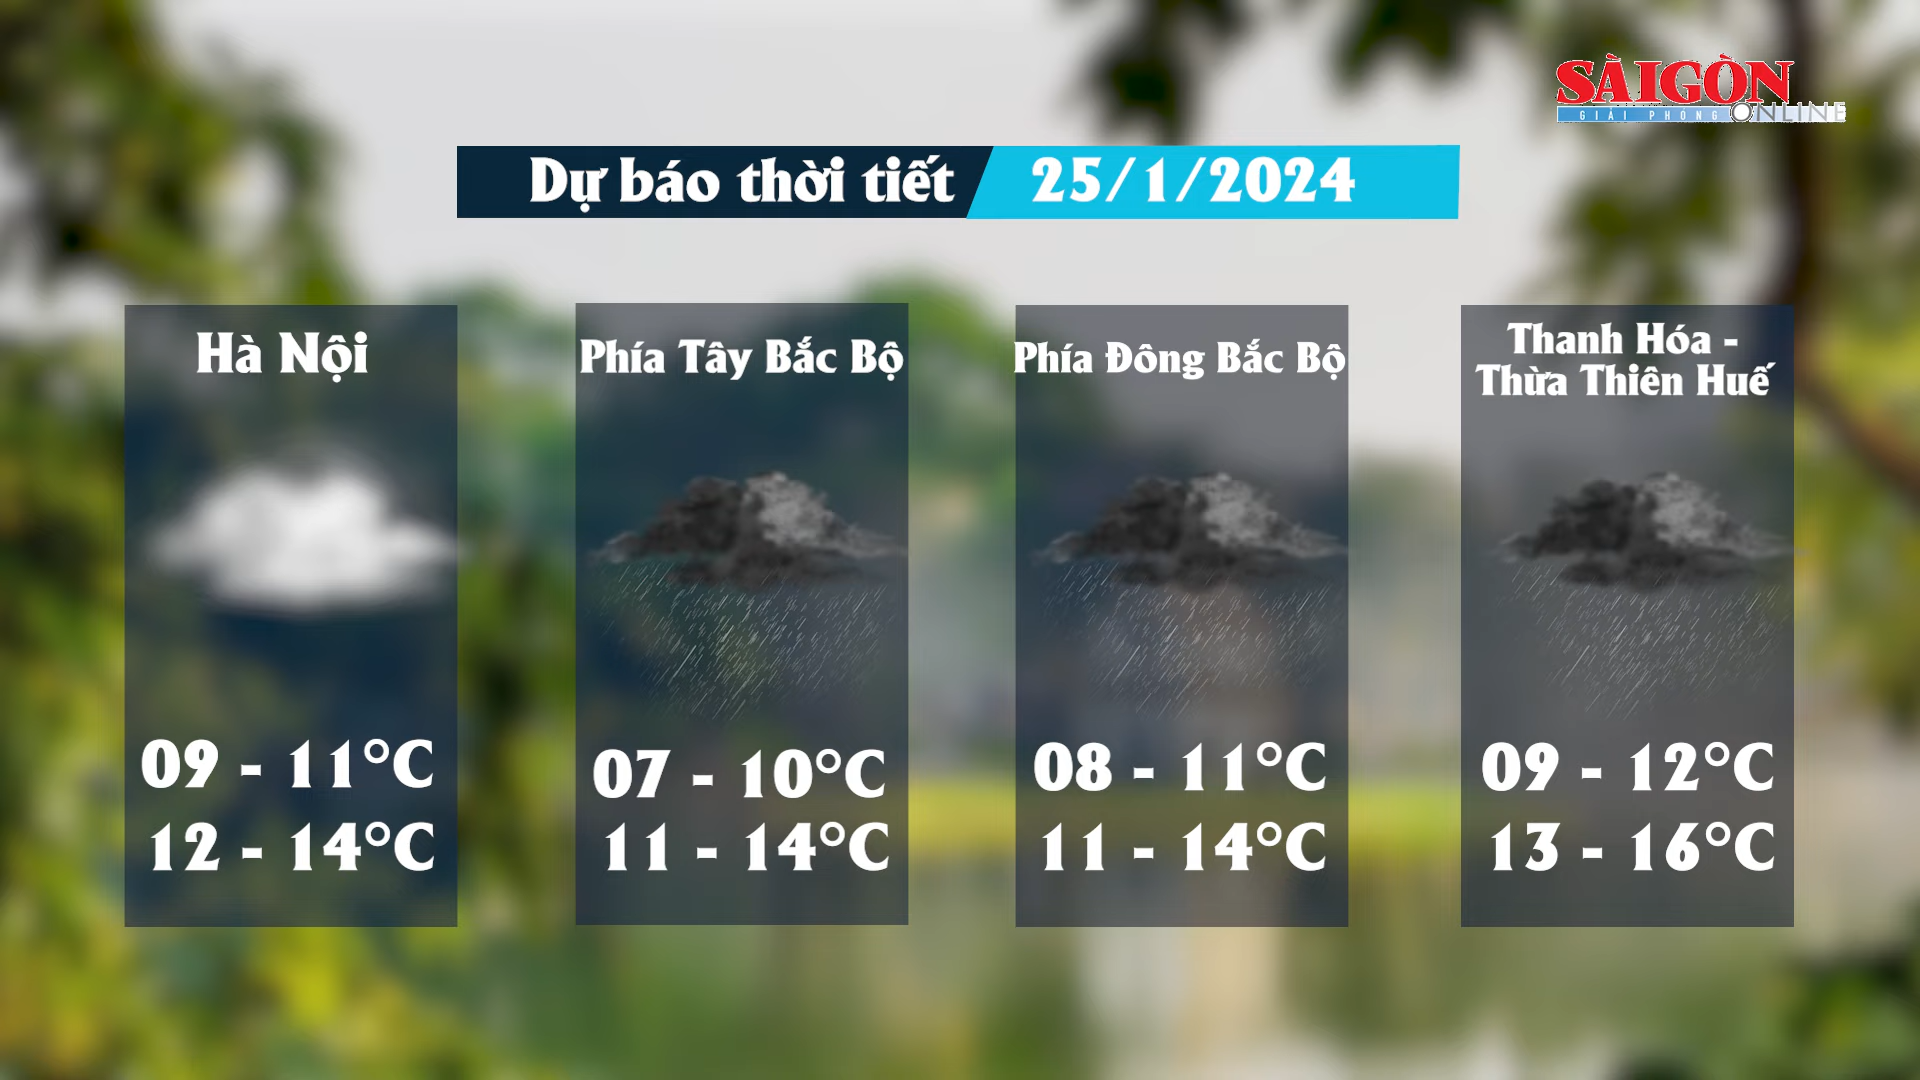 SÀIGÒN
GIẢI PHÓNG ONLINE
Dự báo thời tiết 25/1/2024
Hà Nội
09 - 11°C
12 - 14°C
Phía Tây Bắc Bộ
07 - 10°C
11 - 14°C
Phía Đông Bắc Bộ
08 - 11°C
11 - 14°C
Thanh Hóa -
Thừa Thiên Huế
09 - 12°C
13 - 16°C